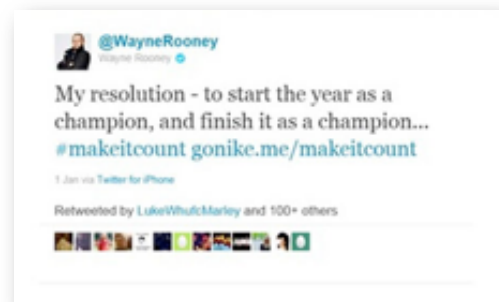 @WayneRooney
Wayne Rooney
My resolution - to start the year as a
champion, and finish it as a champion...
#makeitcount gonike.me/makeitcount
1 Jan via Twitter for iPhone
Retweeted by LukeWhufcMarley and 100+ others